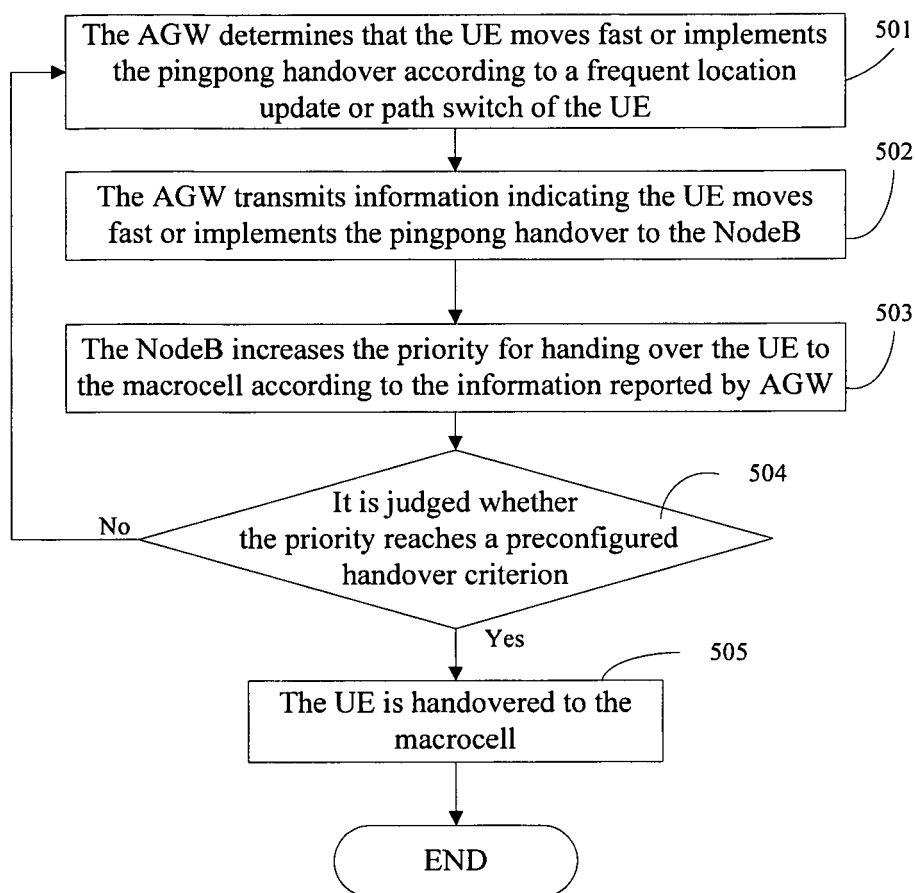 The AGW determines that the UE moves fast or implements
the pingpong handover according to a frequent location
update or path switch of the UE
501
502
The AGW transmits information indicating the UE moves
fast or implements the pingpong handover to the NodeB
503
The NodeB increases the priority for handing over the UE to
the macrocell according to the information reported by AGW
504
It is judged whether
the priority reaches a preconfigured
handover criterion
No
Yes
505
The UE is handovered to the
macrocell
END